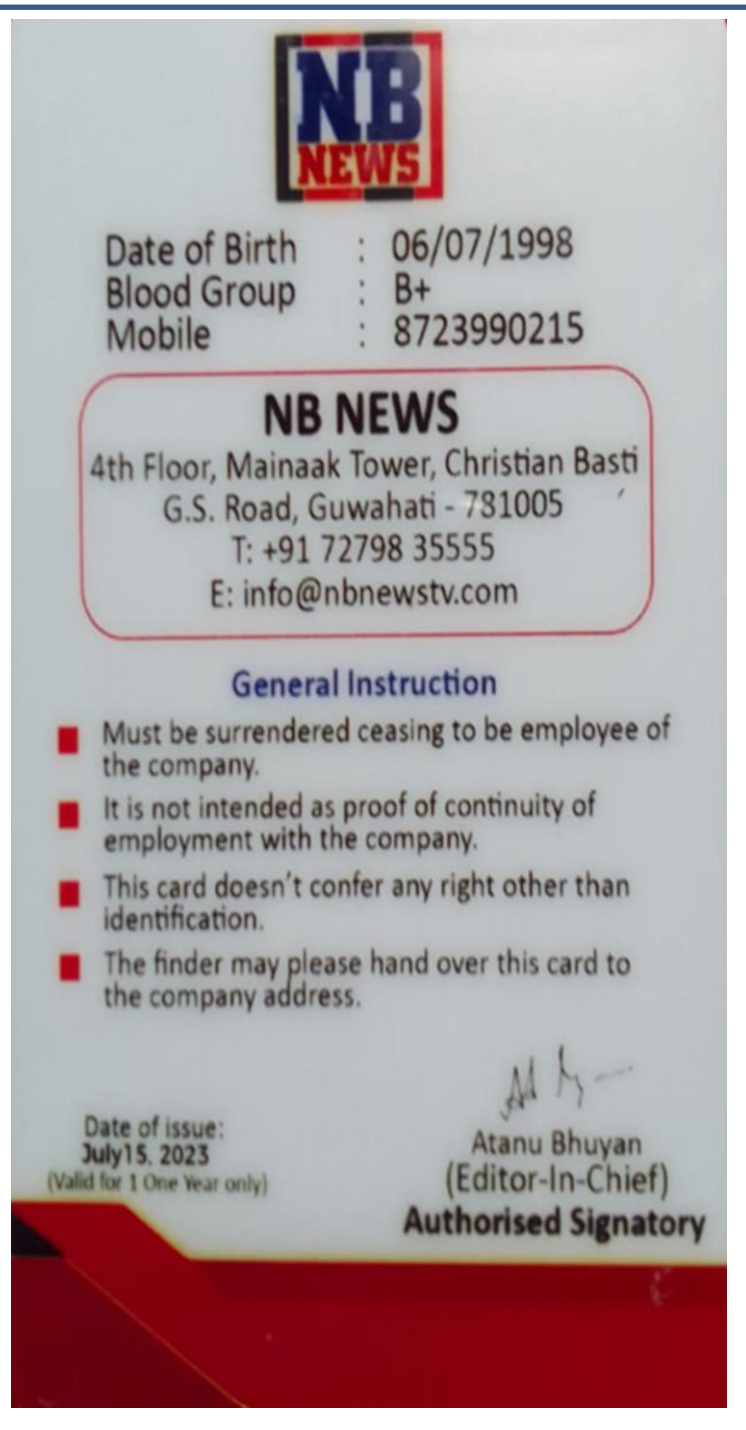 NB
NEWS
Date of Birth : 06/07/1998
Blood Group : B+
Mobile : 8723990215
NB NEWS
4th Floor, Mainaak Tower, Christian Basti
G.S. Road, Guwahati - 781005
T: +91 72798 35555
E: info@nbnewstv.com
General Instruction
Must be surrendered ceasing to be employee of
the company.
It is not intended as proof of continuity of
employment with the company.
This card doesn't confer any right other than
identification.
The finder may please hand over this card to
the company address.
Date of issue:
July15, 2023
(Valid for 1 One Year only)
Atanu Bhuyan
(Editor-In-Chief)
Authorised Signatory